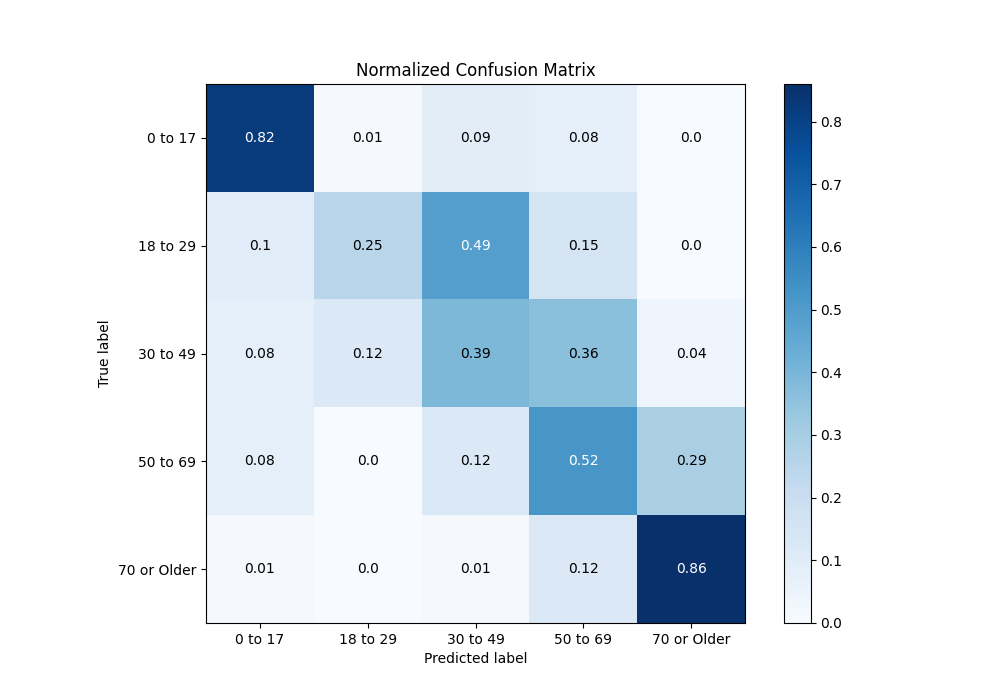 Normalized Confusion Matrix
0 to 17 0.82 0.01 0.09 0.08 0.0
18 to 29 0.1 0.25 0.49 0.15 0.0
30 to 49 0.08 0.12 0.39 0.36 0.04
50 to 69 0.08 0.0 0.12 0.52 0.29
70 or Older 0.01 0.0 0.01 0.12 0.86
0 to 17 18 to 29 30 to 49 50 to 69 70 or Older
Predicted label
True label
0.8
0.7
0.6
0.5
0.4
0.3
0.2
0.1
0.0